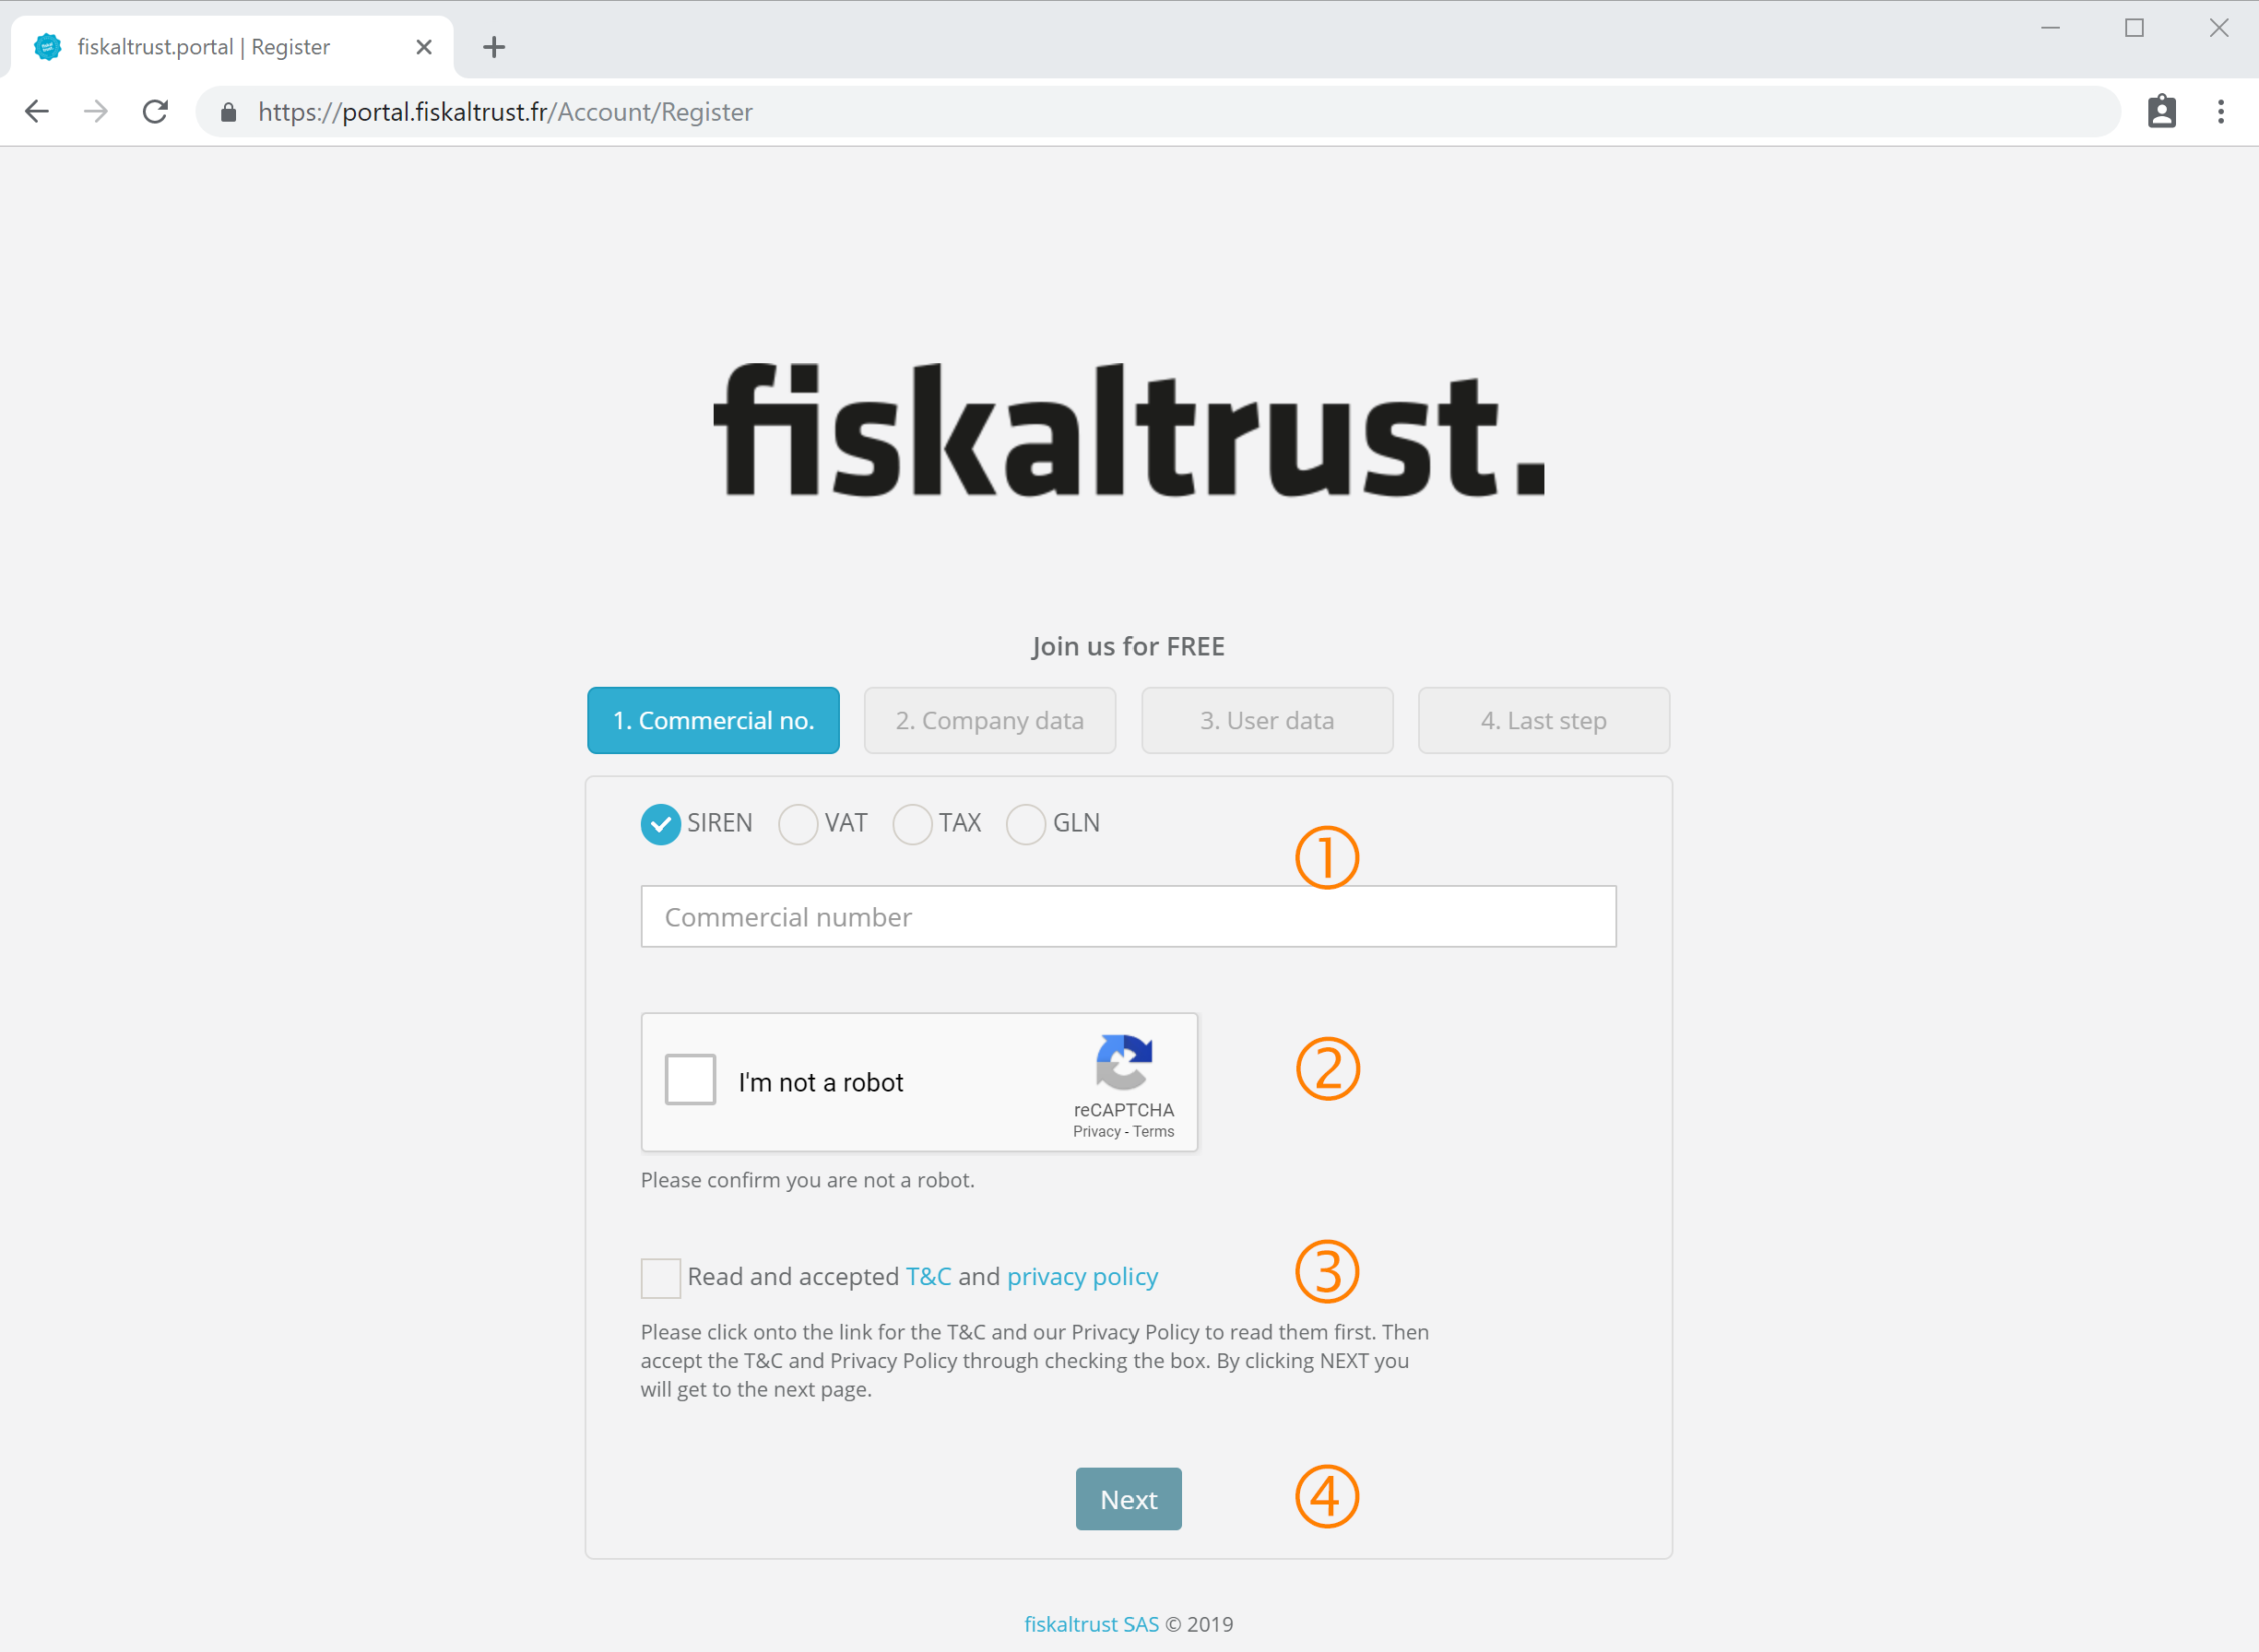 fiskaltrust.portal | Register
https://portal.fiskaltrust.fr/Account/Register
fiskaltrust.
Join us for FREE
1. Commercial no.
2. Company data
3. User data
4. Last step
SIREN VAT TAX GLN
①
Commercial number
I'm not a robot
reCAPTCHA
Privacy - Terms
②
Please confirm you are not a robot.
Read and accepted T&C and privacy policy
③
Please click onto the link for the T&C and our Privacy Policy to read them first. Then
accept the T&C and Privacy Policy through checking the box. By clicking NEXT you
will get to the next page.
Next
④
fiskaltrust SAS © 2019